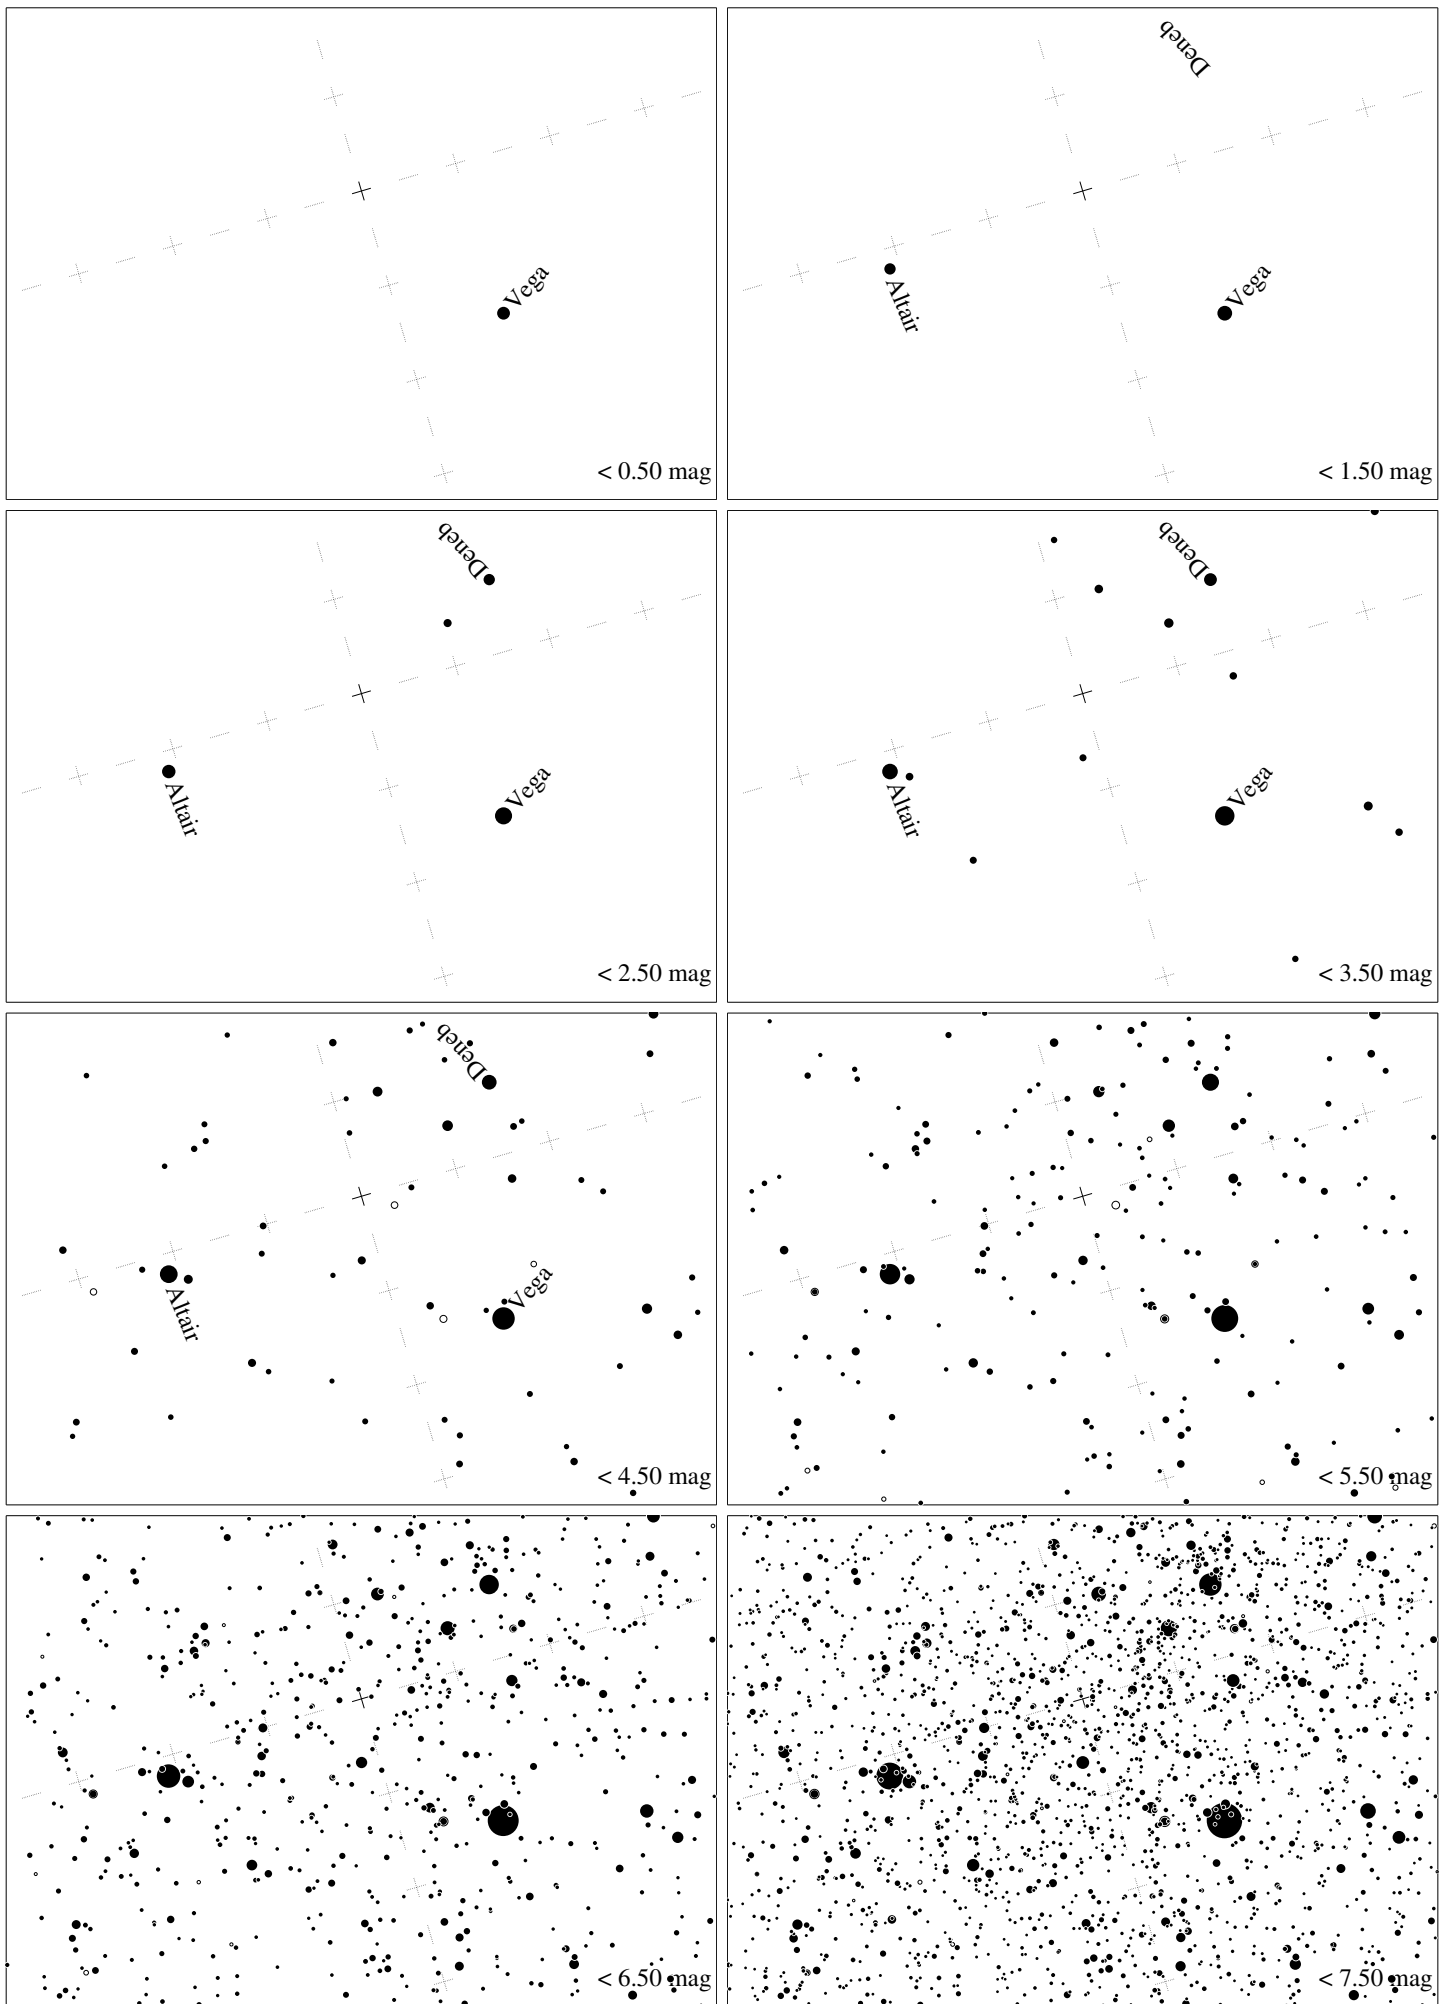 Vega
< 0.50 mag
Deneb
Altair
Vega
< 1.50 mag
Deneb
Altair
Vega
< 2.50 mag
Deneb
Altair
Vega
< 3.50 mag
Deneb
Altair
Vega
< 4.50 mag
< 5.50 mag
< 6.50 mag
< 7.50 mag